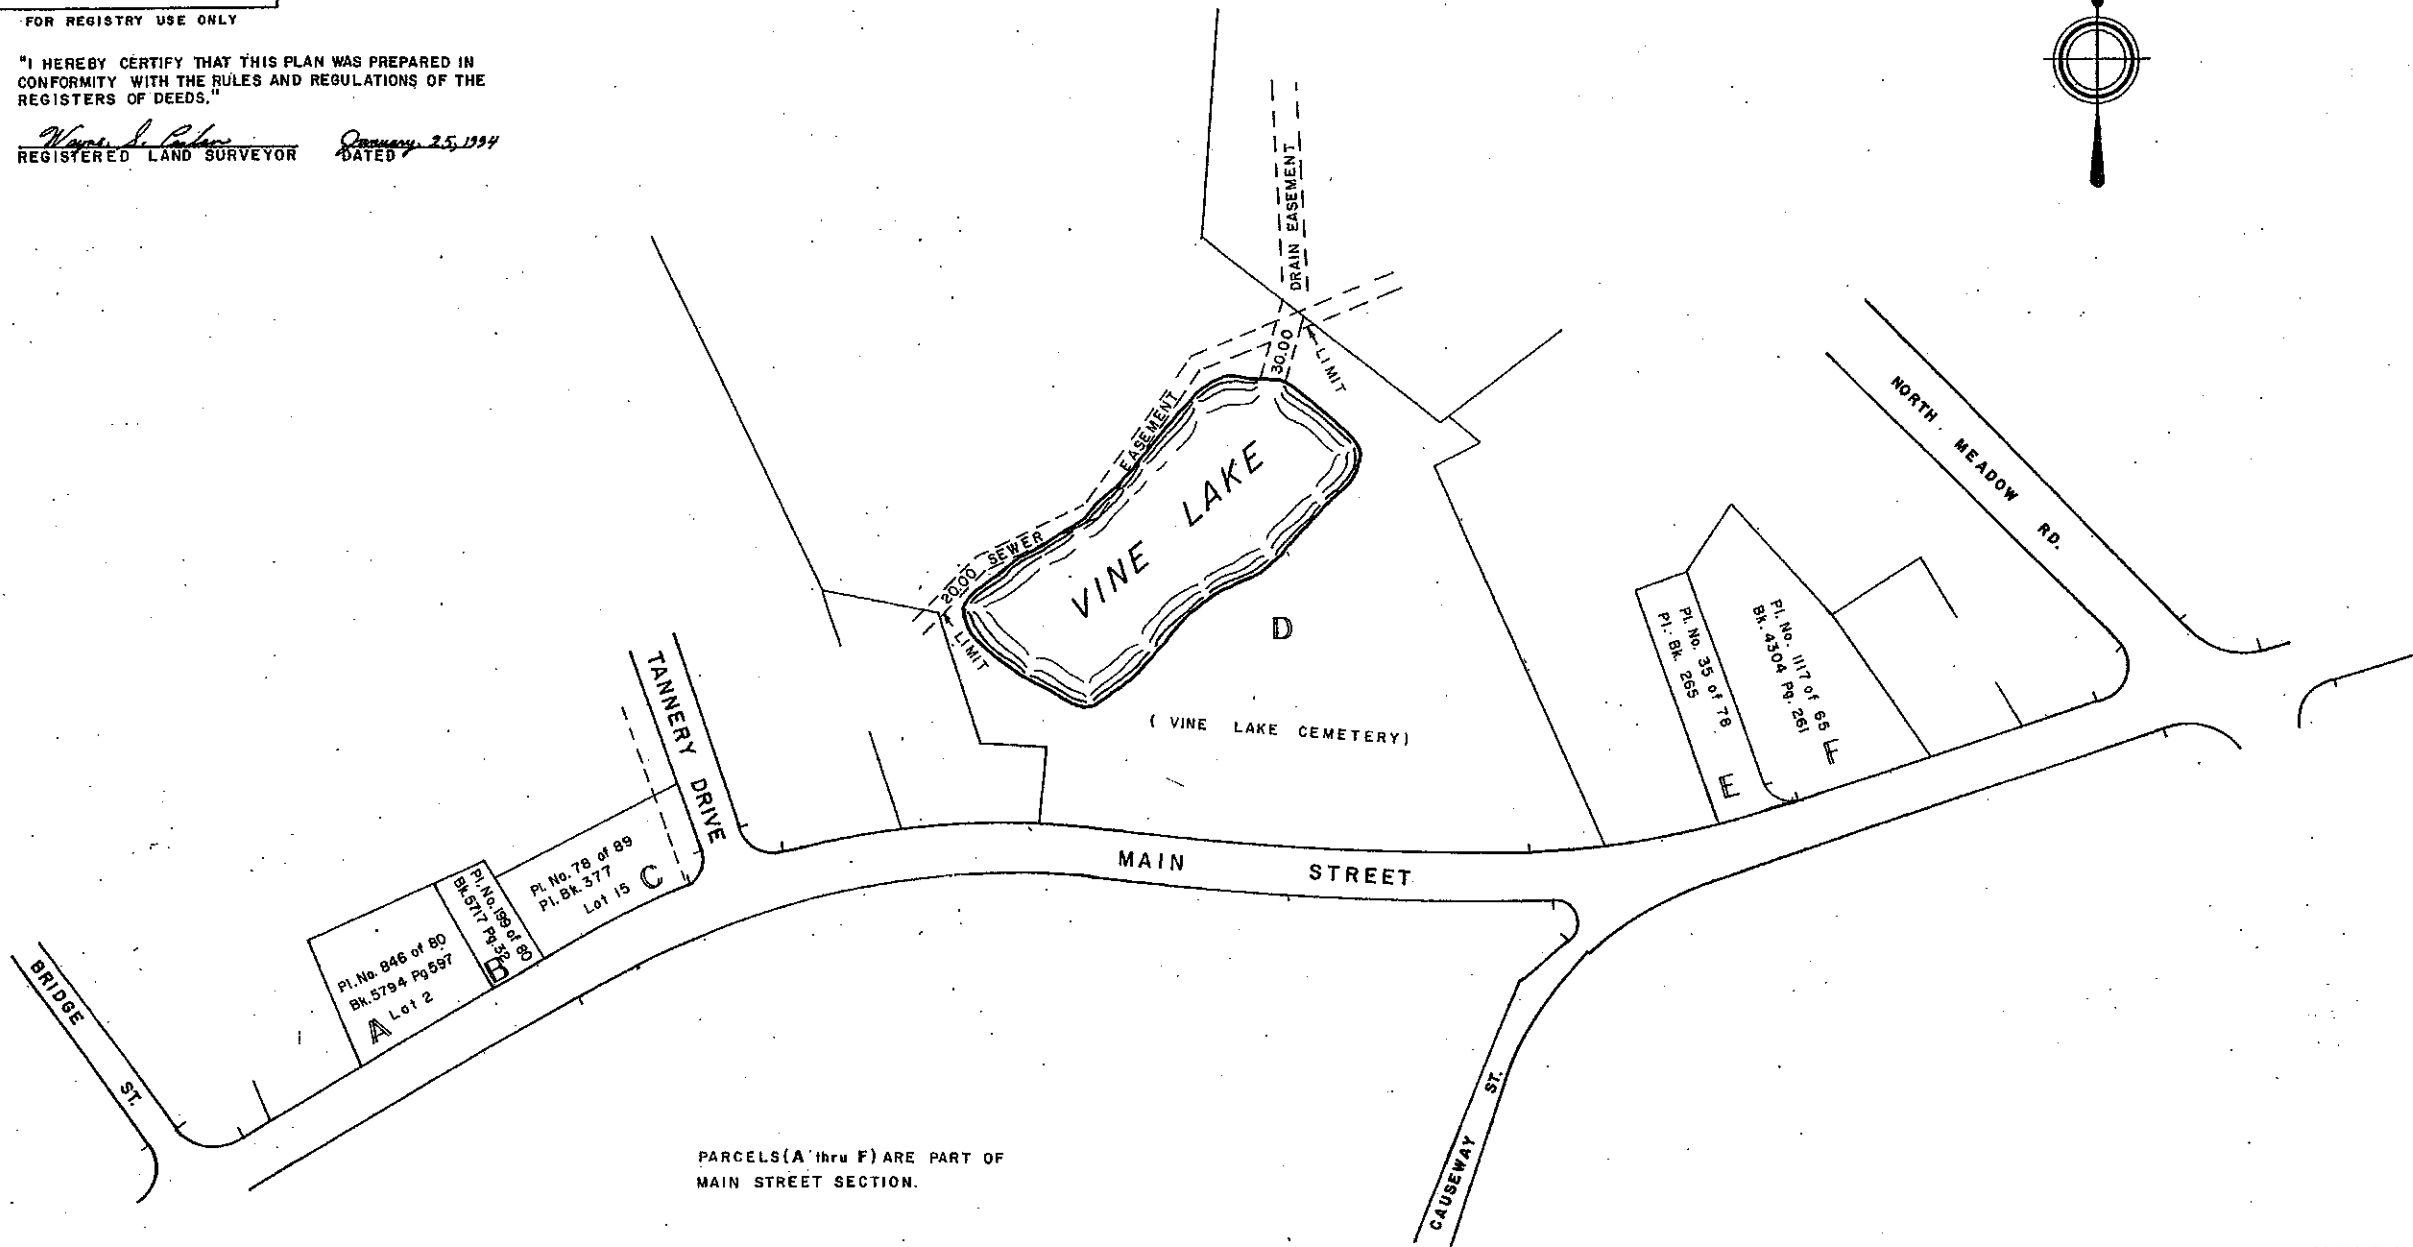 FOR REGISTRY USE ONLY
"I HEREBY CERTIFY THAT THIS PLAN WAS PREPARED IN
CONFORMITY WITH THE RULES AND REGULATIONS OF THE
REGISTERS OF DEEDS."
Wayne. S. January, 25, 1994
REGISTERED LAND SURVEYOR DATED
DRAIN EASEMENT
30.00
LIMIT
20.00 SEWER EASEMENT
LIMIT
VINE LAKE
D
( VINE LAKE CEMETERY)
NORTH MEADOW RD.
Pl. No. 35 of 78
Pl. Bk. 265
E
Pl. No. 1117 of 65
Bk. 4304 Pg. 261
F
TANNERY DRIVE
MAIN STREET
Pl. No. 78 of 89
Pl. Bk. 377
Lot 15 C
Pl. No. 199 of 80
Bk. 5717 Pg. 32
B
Pl. No. 846 of 80
Bk. 5794 Pg 597
A Lot 2
BRIDGE ST.
CAUSEWAY ST.
PARCELS (A thru F) ARE PART OF
MAIN STREET SECTION.